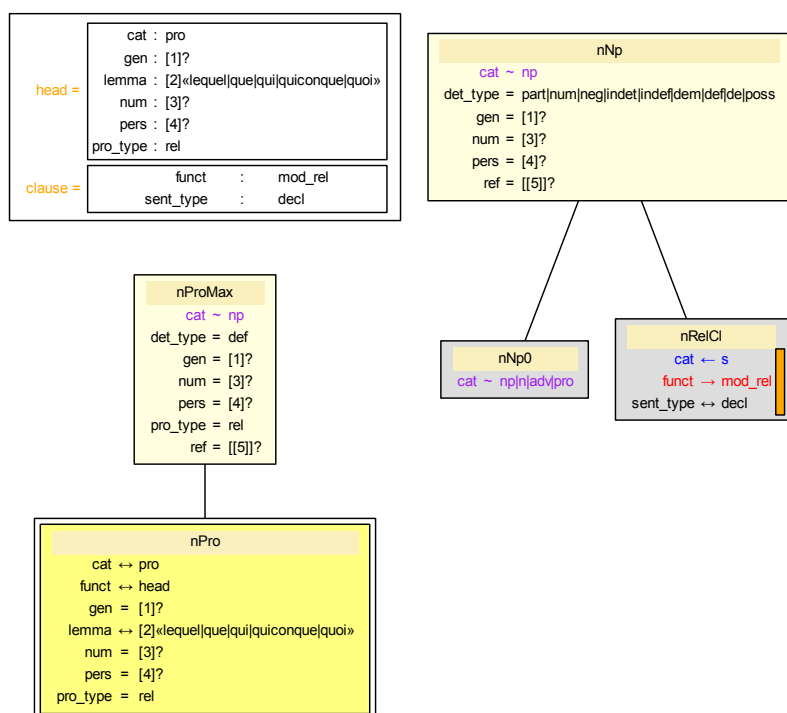 head =
cat : pro
gen : [1]?
lemma : [2]«lequel|que|qui|quiconque|quoi»
num : [3]?
pers : [4]?
pro_type : rel
clause =
funct : mod_rel
sent_type : decl
nNp
cat ~ np
det_type = part|num|neg|indet|indef|dem|def|de|poss
gen = [1]?
num = [3]?
pers = [4]?
ref = [[5]]?
nProMax
cat ~ np
det_type = def
gen = [1]?
num = [3]?
pers = [4]?
pro_type = rel
ref = [[5]]?
nNp0
cat ~ np|n|adv|pro
nRelCl
cat ← s
funct → mod_rel
sent_type ↔ decl
nPro
cat ↔ pro
funct ↔ head
gen = [1]?
lemma ↔ [2]«lequel|que|qui|quiconque|quoi»
num = [3]?
pers = [4]?
pro_type = rel